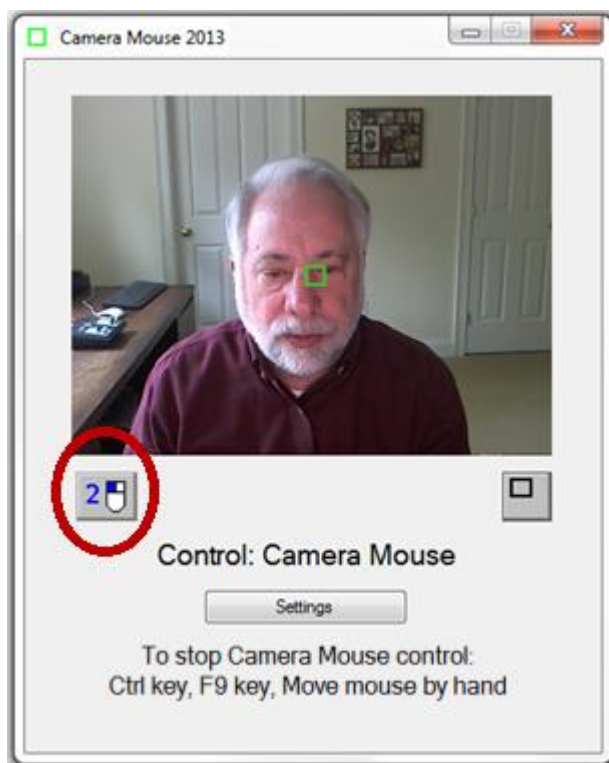 Camera Mouse 2013
2
Control: Camera Mouse
Settings
To stop Camera Mouse control:
Ctrl key, F9 key, Move mouse by hand